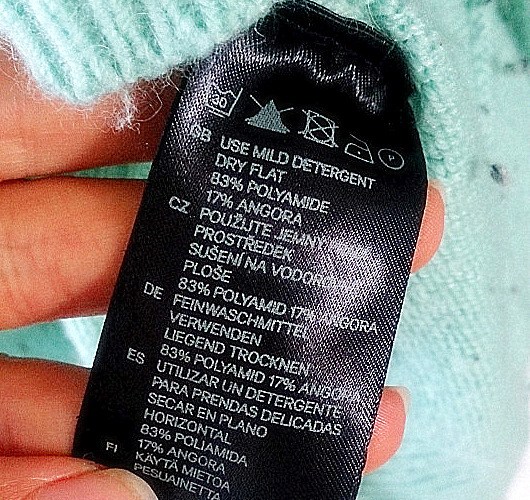 30
P
GB USE MILD DETERGENT
DRY FLAT
83% POLYAMIDE
17% ANGORA
CZ POUŽIJTE JEMNÝ
PROSTŘEDEK
SUŠENÍ NA
PLOŠE
83% POLYAMID 17% ANGORA
DE FEINWASCHMITTEL
VERWENDEN
LIEGEND TROCKNEN
83% POLYAMID 17% ANGORA
ES UTILIZAR UN DETERGENTE
PARA PRENDAS DELICADAS
SECAR EN PLANO
HORIZONTAL
83% POLIAMIDA
17% ANGORA
FI KÄYTÄ MIETOA
PESUAINETTA